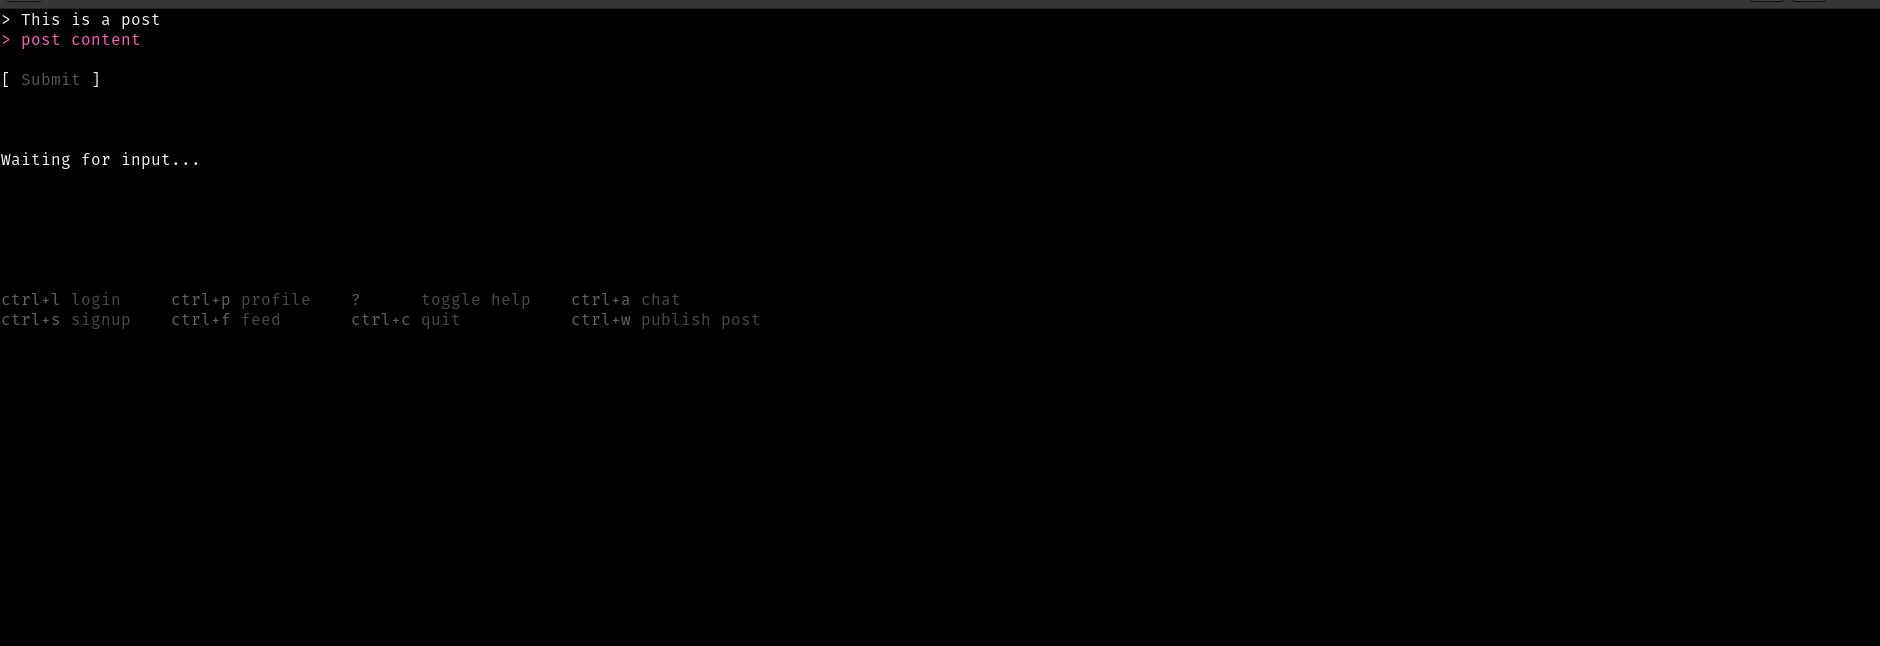 > This is a post
> post content
[ Submit ]
Waiting for input...
ctrl+l login     ctrl+p profile    ?      toggle help    ctrl+a chat
ctrl+s signup    ctrl+f feed       ctrl+c quit           ctrl+w publish post